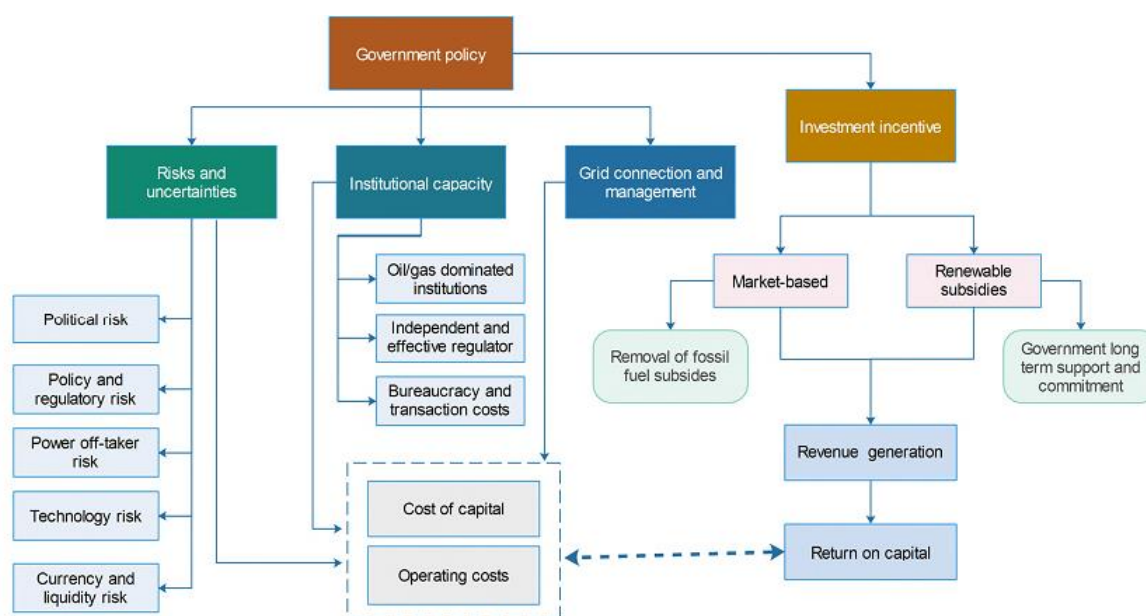 Government policy
Investment incentive
Risks and
uncertainties
Institutional capacity
Grid connection and
management
Oil/gas dominated
institutions
Independent and
effective regulator
Bureaucracy and
transaction costs
Political risk
Policy and
regulatory risk
Power off-taker
risk
Technology risk
Currency and
liquidity risk
Cost of capital
Operating costs
Market-based
Renewable
subsidies
Removal of fossil
fuel subsides
Government long
term support and
commitment
Revenue generation
Return on capital